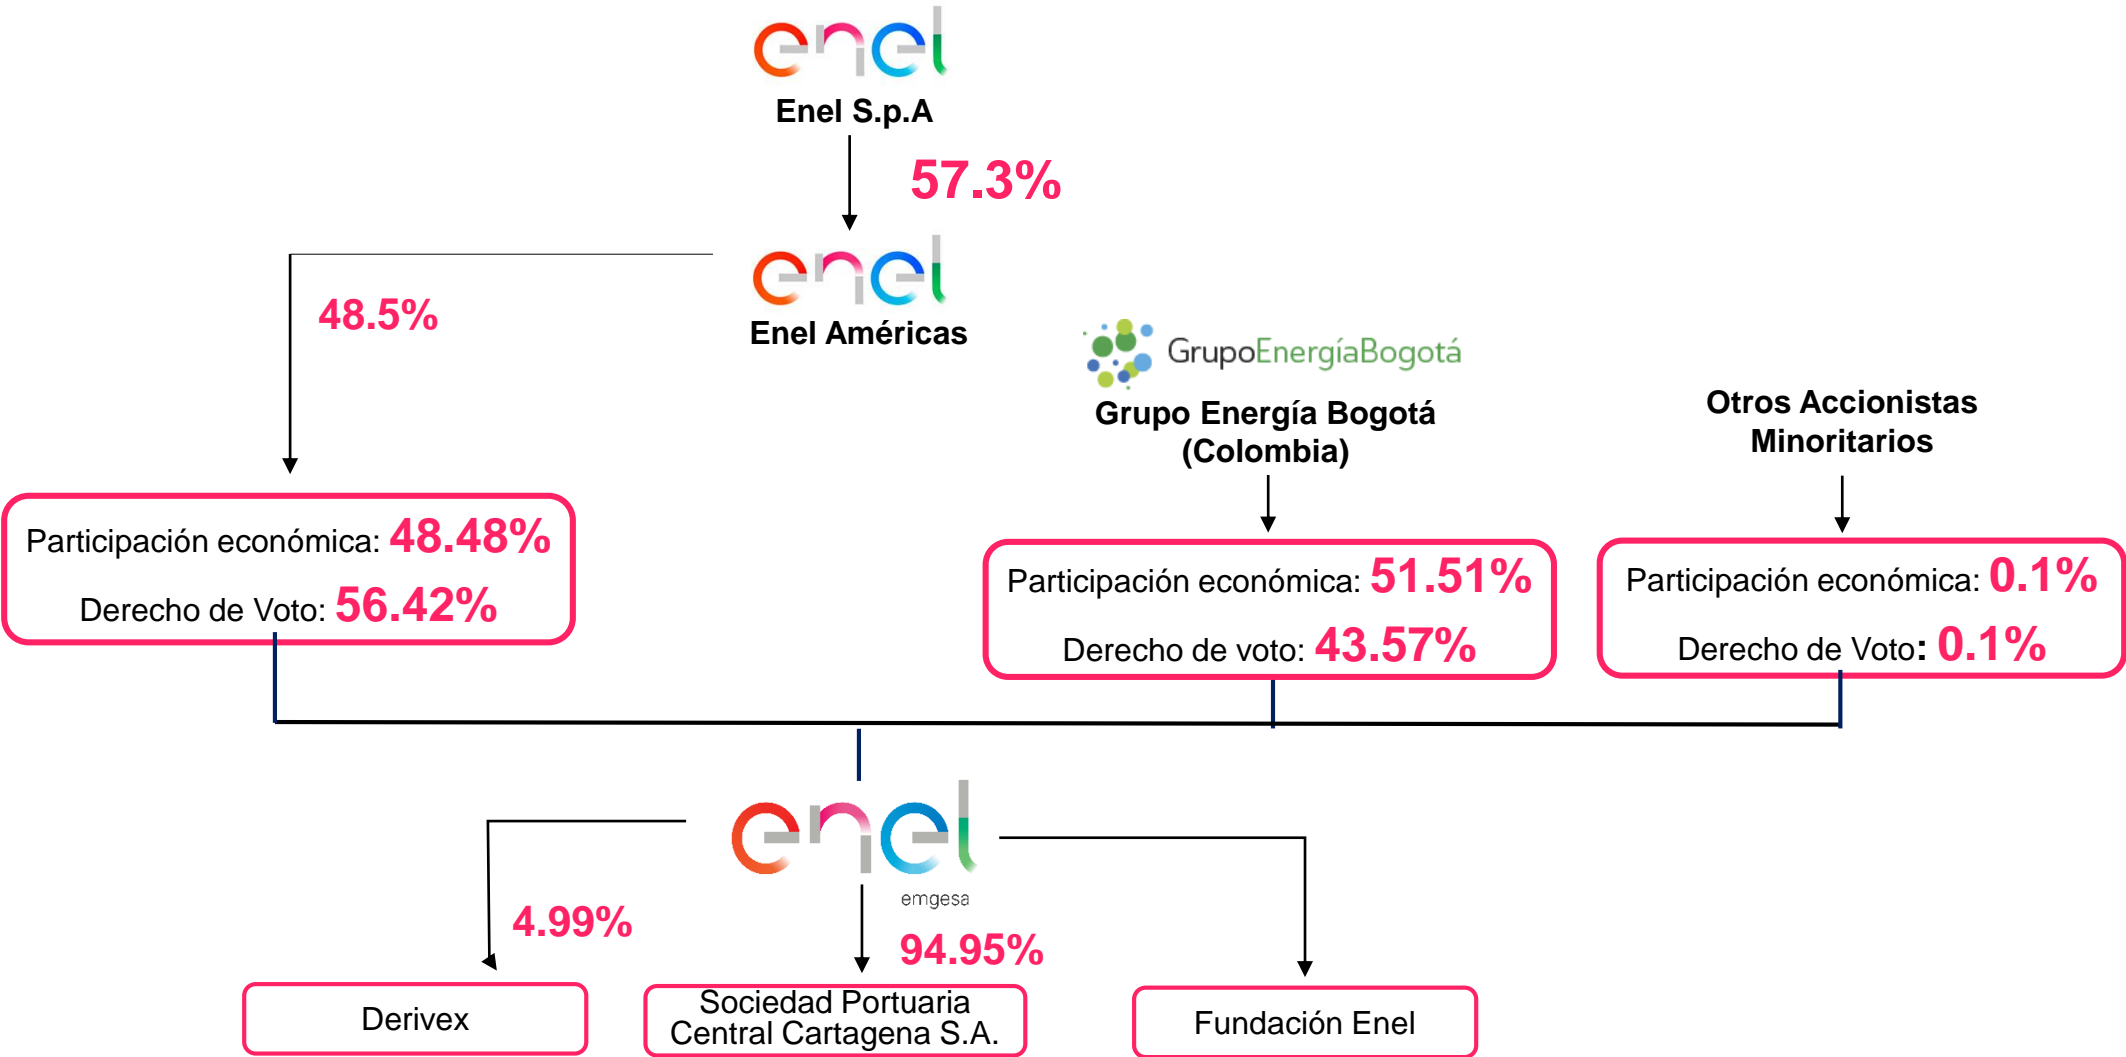 enel
Enel S.p.A
57.3%
enel
Enel Américas
48.5%
GrupoEnergíaBogotá
Grupo Energía Bogotá
(Colombia)
Otros Accionistas
Minoritarios
Participación económica: 48.48%
Derecho de Voto: 56.42%
Participación económica: 51.51%
Derecho de voto: 43.57%
Participación económica: 0.1%
Derecho de Voto: 0.1%
enel
emgesa
4.99%
94.95%
Derivex
Sociedad Portuaria
Central Cartagena S.A.
Fundación Enel